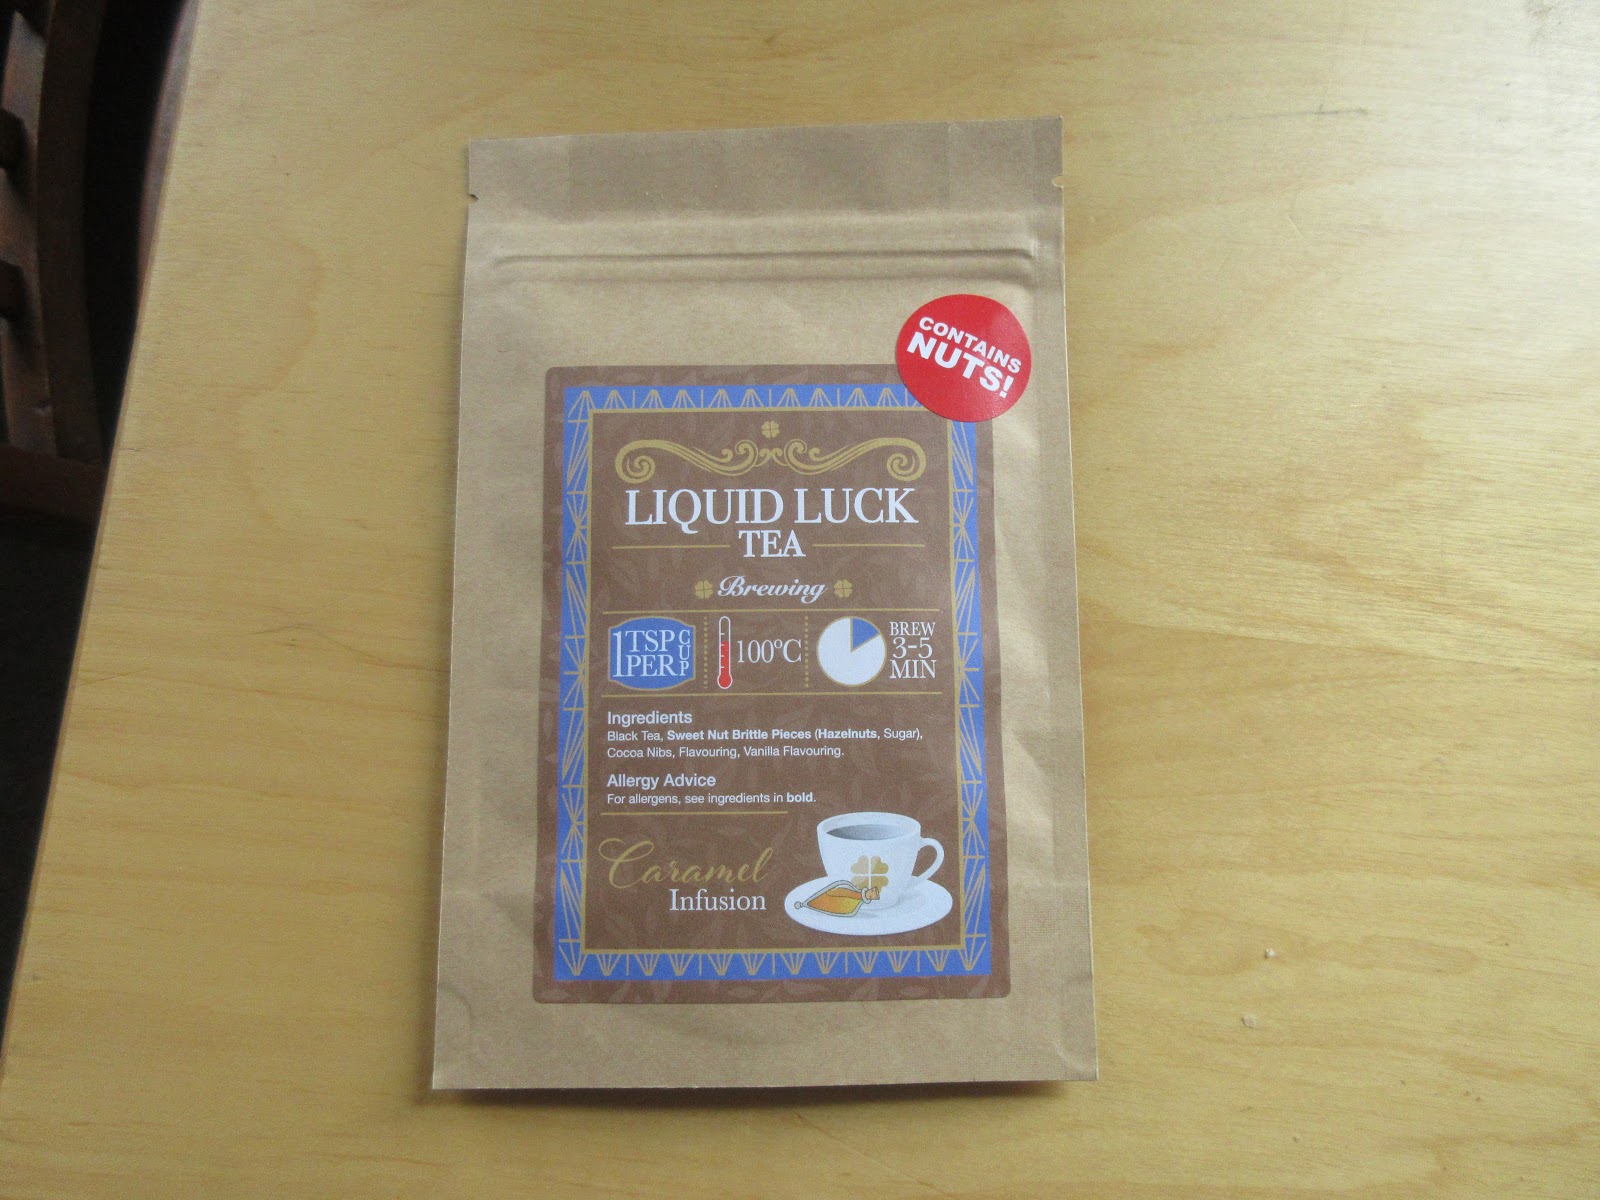 CONTAINS
NUTS!
LIQUID LUCK
TEA
Brewing
1 TSP PER CUP
100ºC
BREW
3-5
MIN
Ingredients
Black Tea, Sweet Nut Brittle Pieces (Hazelnuts, Sugar),
Cocoa Nibs, Flavouring, Vanilla Flavouring.
Allergy Advice
For allergens, see ingredients in bold.
Caramel
Infusion